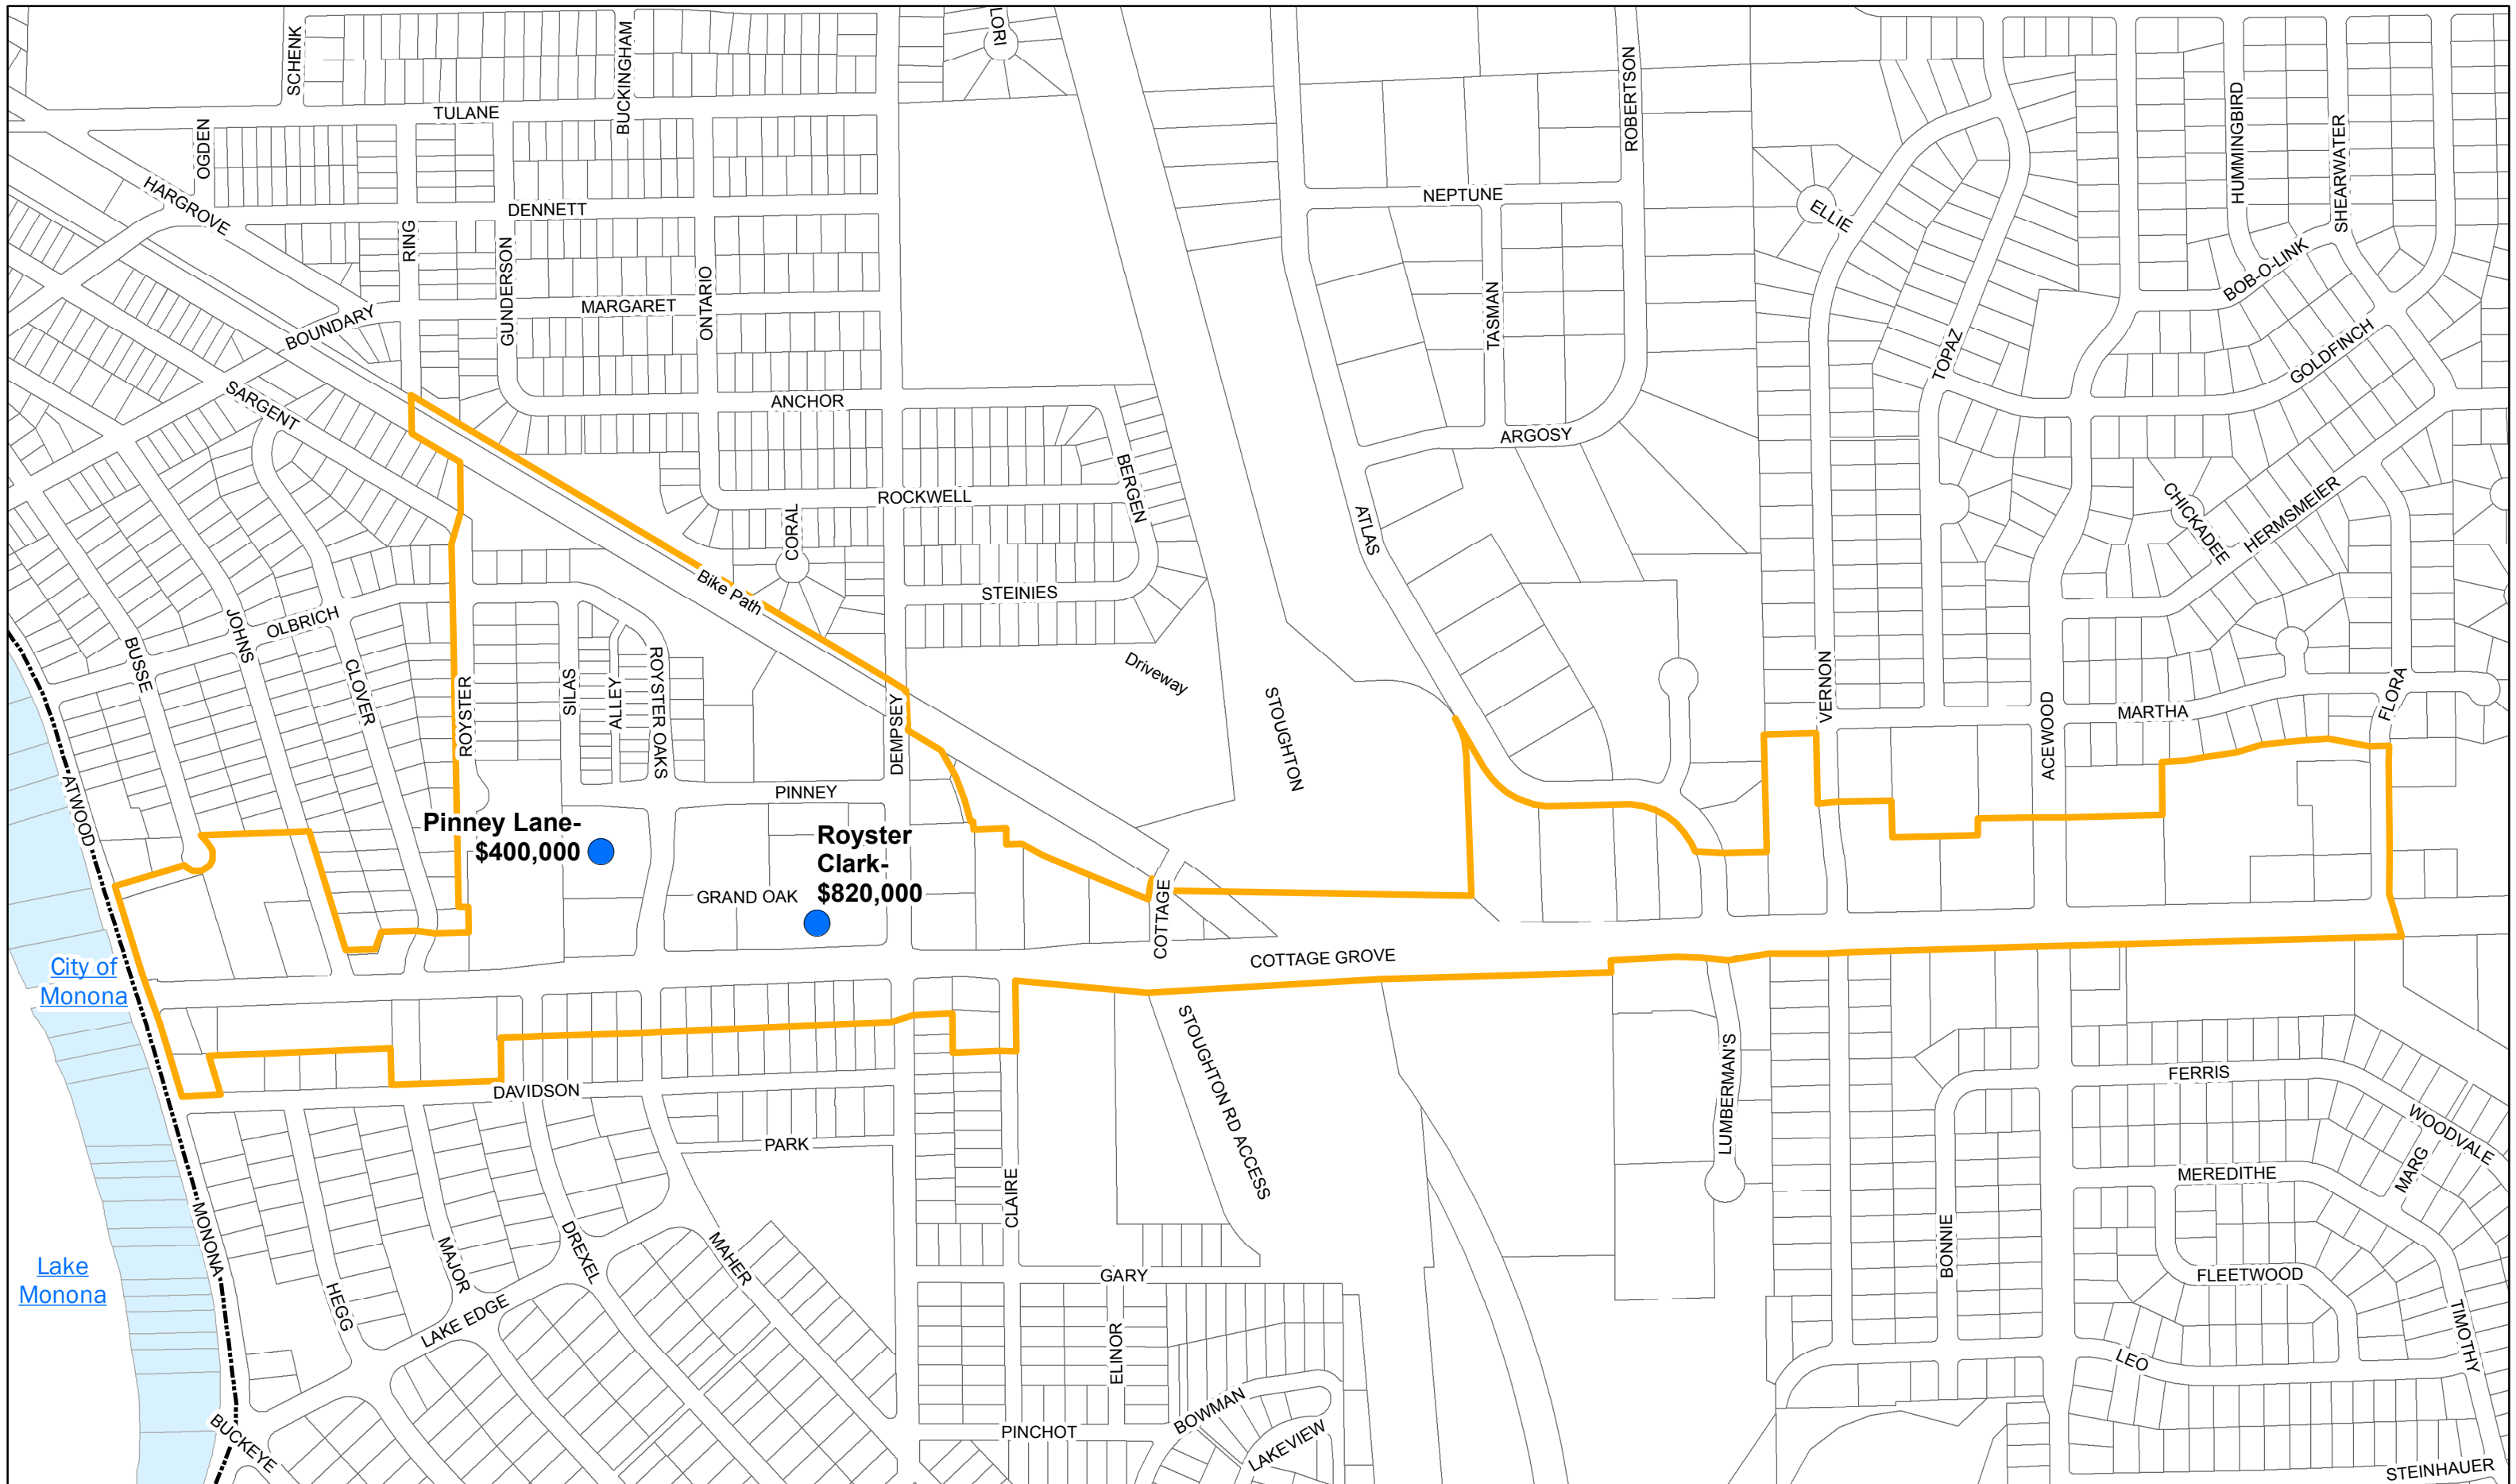 SCHENK
BUCKINGHAM
LORI
ROBERTSON
TULANE
OGDEN
HUMMINGBIRD
SHEARWATER
HARGROVE
DENNETT
NEPTUNE
ELLIE
RING
GUNDERSON
ONTARIO
MARGARET
TASMAN
BOB-O-LINK
BOUNDARY
TOPAZ
GOLDFINCH
SARGENT
ANCHOR
ARGOSY
BERGEN
ROCKWELL
CORAL
ATLAS
CHICKADEE
HERMSMEIER
Bike Path
STEINIES
OLBRICH
JOHNS
BUSSE
CLOVER
ROYSTER
SILAS
ALLEY
ROYSTER OAKS
DEMPSEY
Driveway
STOUGHTON
VERNON
ACEWOOD
MARTHA
FLORA
ATWOOD
PINNEY
Pinney Lane-
$400,000
Royster
Clark-
$820,000
GRAND OAK
COTTAGE
COTTAGE GROVE
City of
Monona
STOUGHTON RD ACCESS
LUMBERMAN'S
DAVIDSON
FERRIS
WOODVALE
PARK
MARG
MEREDITHE
CLAIRE
MONONA
HEGG
MAJOR
DREXEL
MAHER
BONNIE
Lake
Monona
GARY
FLEETWOOD
LAKE EDGE
ELINOR
TIMOTHY
LEO
BUCKEYE
PINCHOT
BOWMAN
LAKEVIEW
STEINHAUER